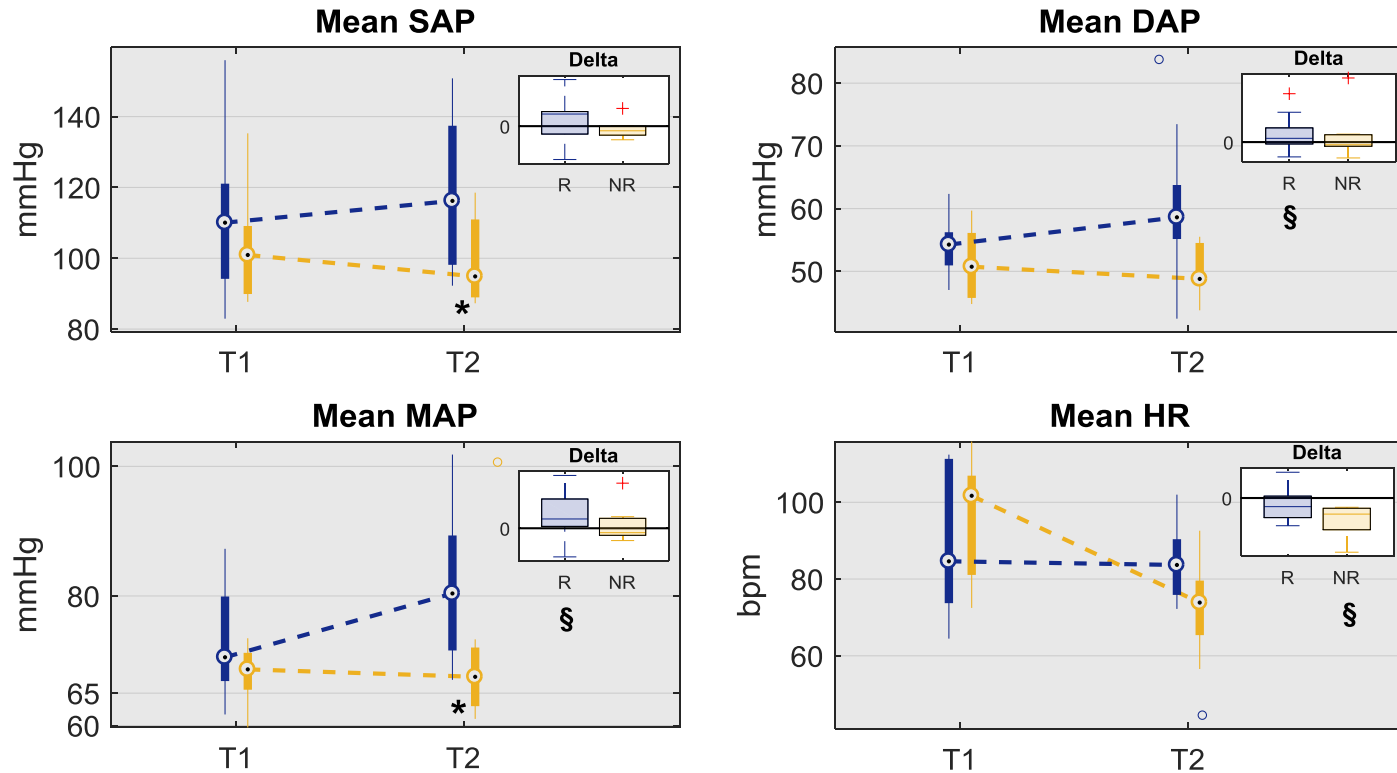 Mean SAP
mmHg
140
120
100
80
T1
T2
*
Delta
0
R
NR
Mean DAP
mmHg
80
70
60
50
T1
T2
Delta
0
R
NR
§
Mean MAP
mmHg
100
80
65
60
T1
T2
*
Delta
0
R
NR
§
Mean HR
bpm
100
80
60
T1
T2
Delta
0
R
NR
§